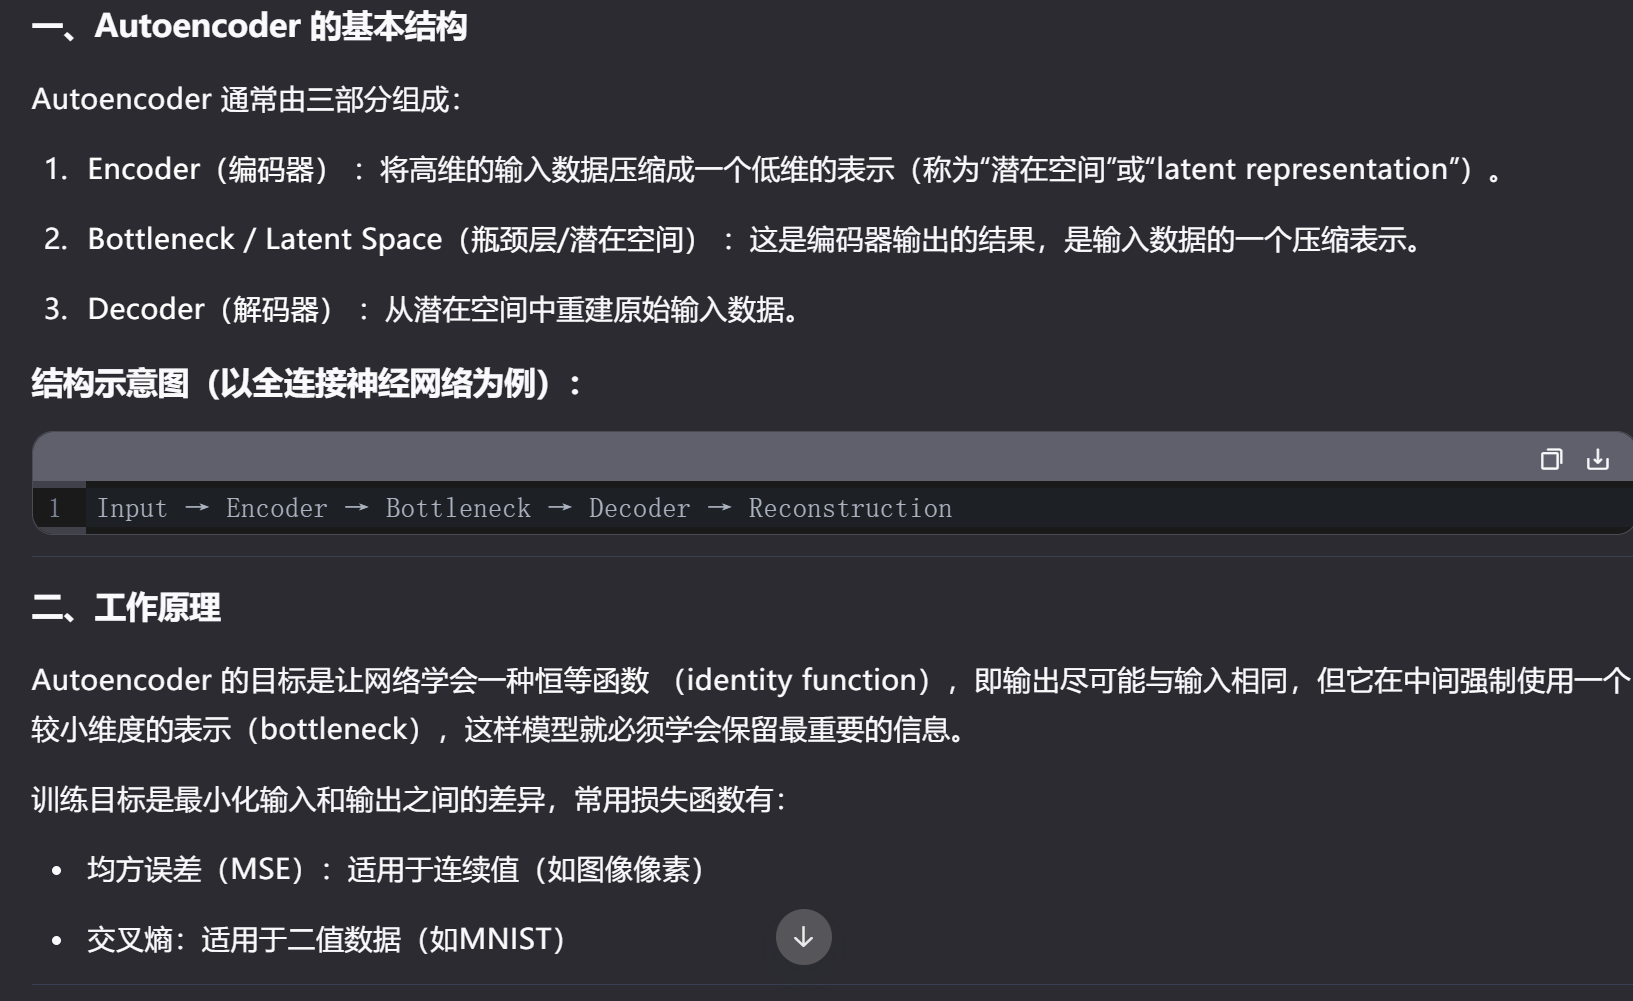 一、Autoencoder 的基本结构
Autoencoder 通常由三部分组成：
1. Encoder（编码器） ：将高维的输入数据压缩成一个低维的表示（称为“潜在空间”或“latent representation”）。
2. Bottleneck / Latent Space（瓶颈层/潜在空间） ：这是编码器输出的结果，是输入数据的一个压缩表示。
3. Decoder（解码器） ：从潜在空间中重建原始输入数据。
结构示意图（以全连接神经网络为例）：
1 Input → Encoder → Bottleneck → Decoder → Reconstruction
二、工作原理
Autoencoder 的目标是让网络学会一种恒等函数 （identity function），即输出尽可能与输入相同，但它在中间强制使用一个
较小维度的表示（bottleneck），这样模型就必须学会保留最重要的信息。
训练目标是最小化输入和输出之间的差异，常用损失函数有：
• 均方误差（MSE）：适用于连续值（如图像像素）
• 交叉熵：适用于二值数据（如MNIST）